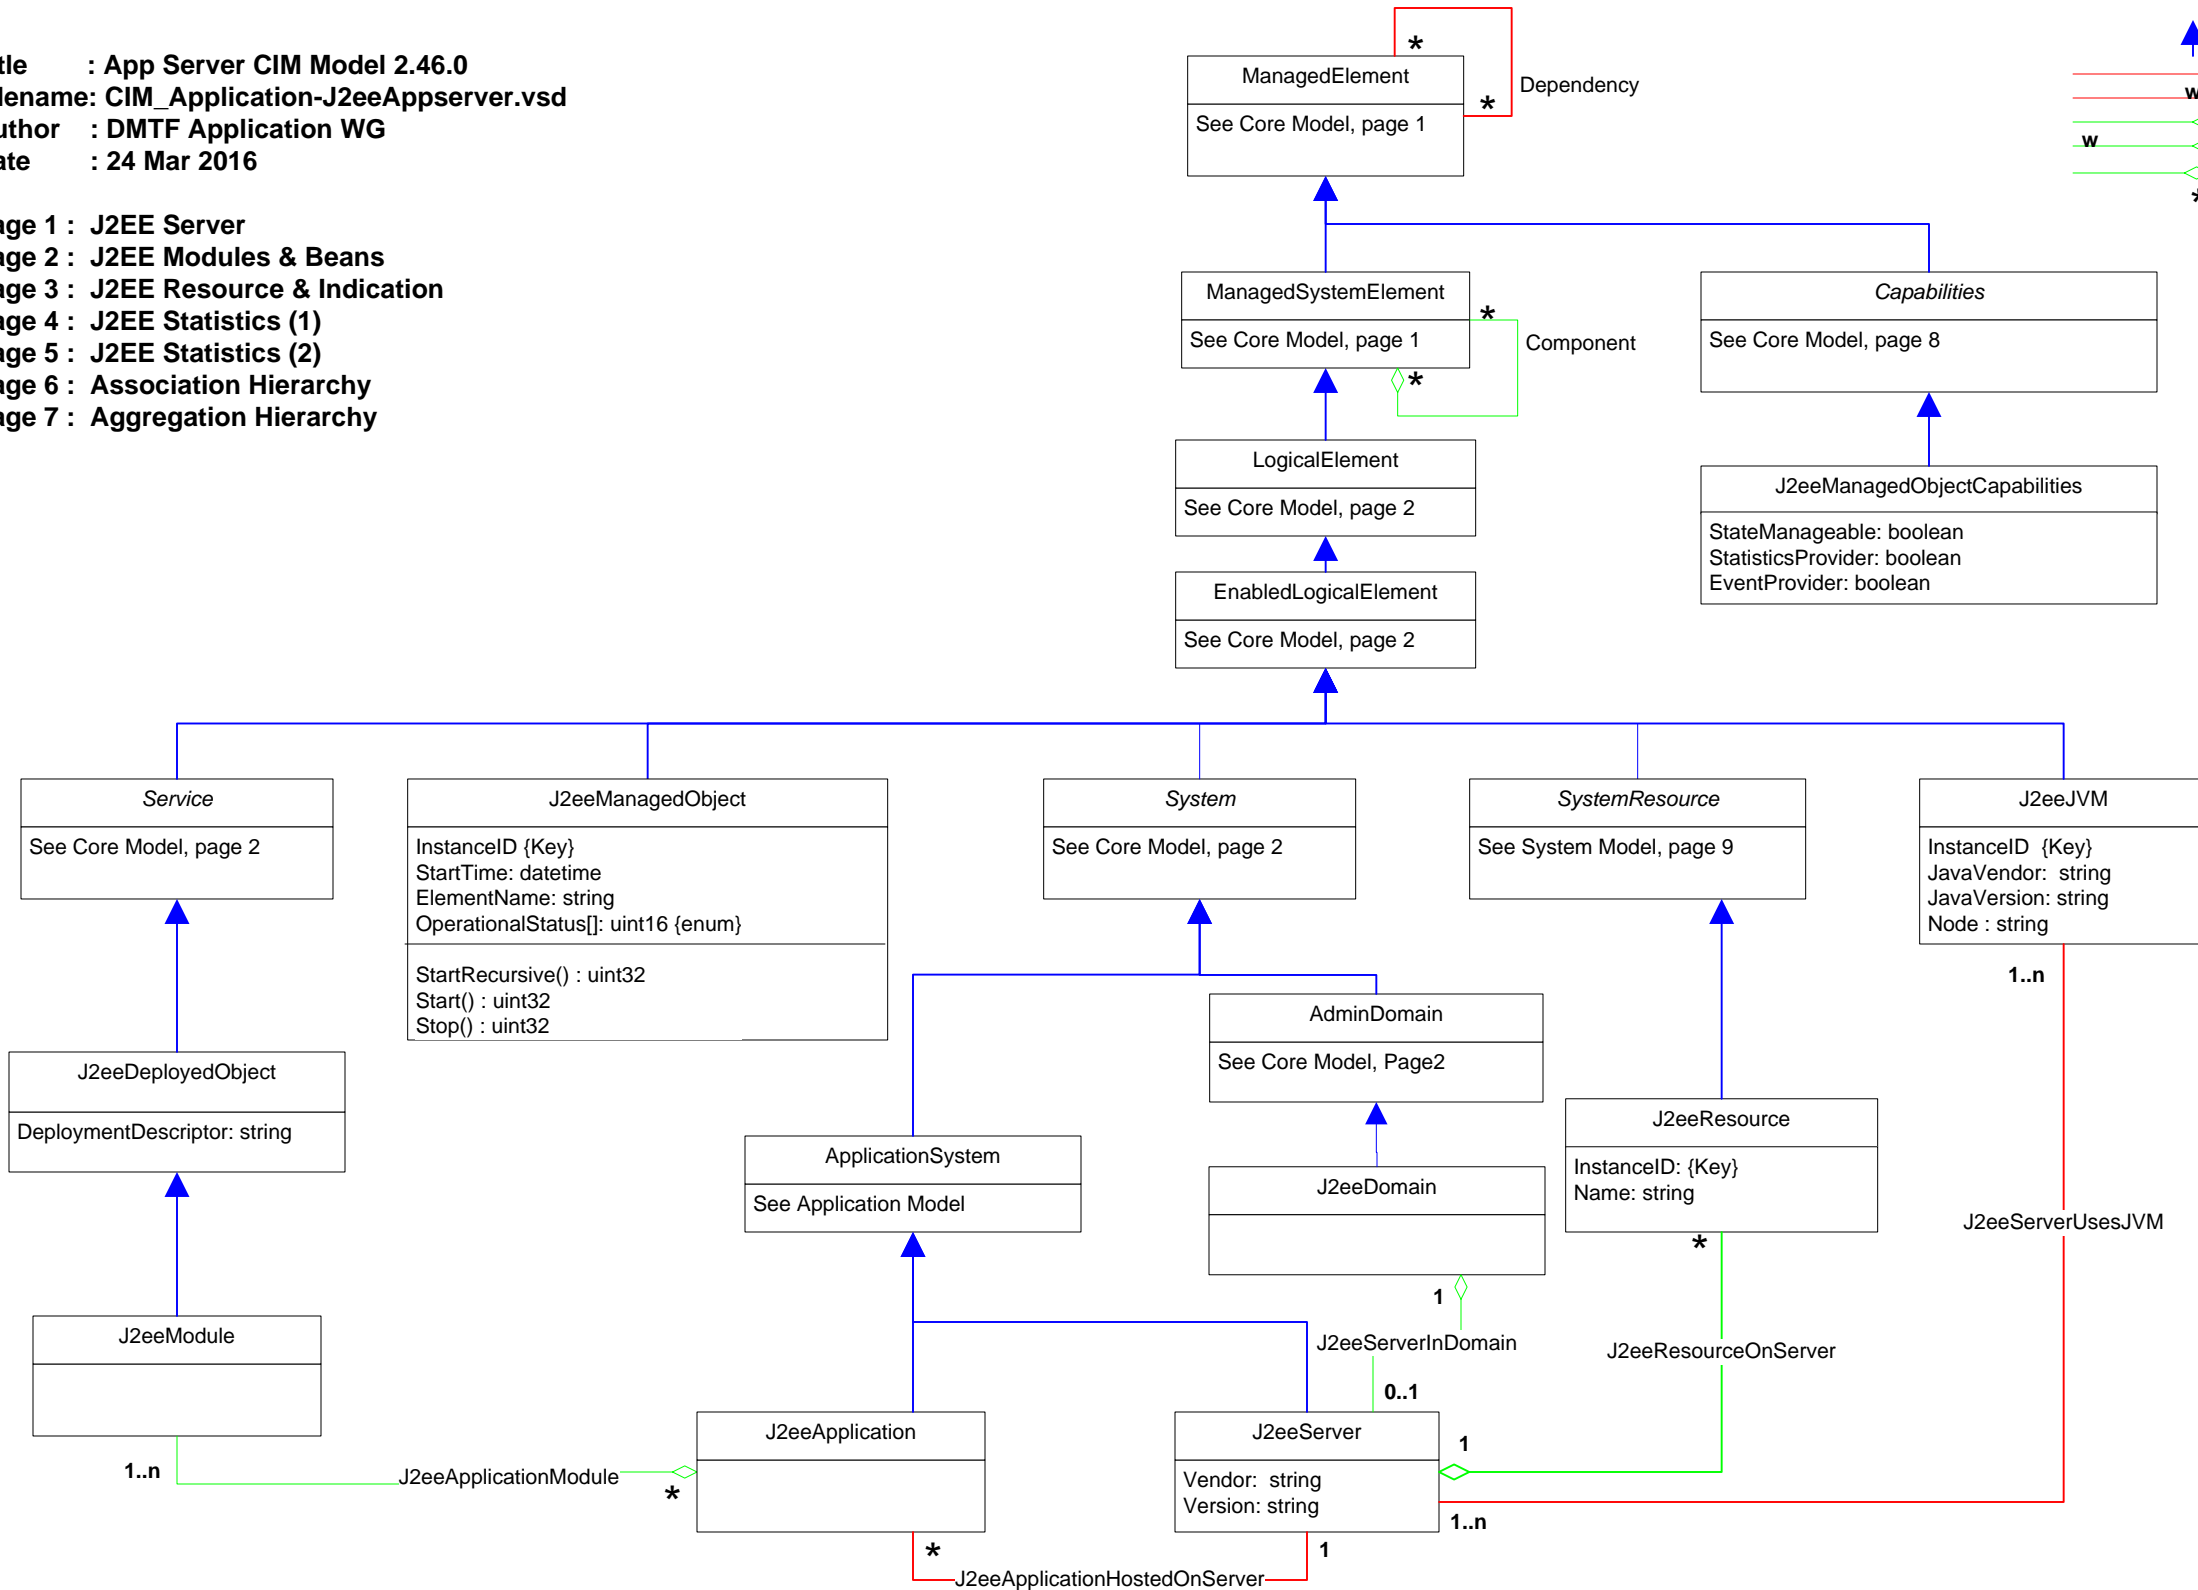 tle : App Server CIM Model 2.46.0
lename: CIM_Application-J2eeAppserver.vsd
uthor : DMTF Application WG
ate : 24 Mar 2016
age 1 : J2EE Server
age 2 : J2EE Modules & Beans
age 3 : J2EE Resource & Indication
age 4 : J2EE Statistics (1)
age 5 : J2EE Statistics (2)
age 6 : Association Hierarchy
age 7 : Aggregation Hierarchy
*
ManagedElement
See Core Model, page 1
*
Dependency
w
w
*
ManagedSystemElement
See Core Model, page 1
*
*
Component
Capabilities
See Core Model, page 8
LogicalElement
See Core Model, page 2
J2eeManagedObjectCapabilities
StateManageable: boolean
StatisticsProvider: boolean
EventProvider: boolean
EnabledLogicalElement
See Core Model, page 2
Service
See Core Model, page 2
J2eeManagedObject
InstanceID {Key}
StartTime: datetime
ElementName: string
OperationalStatus[]: uint16 {enum}
StartRecursive() : uint32
Start() : uint32
Stop() : uint32
System
See Core Model, page 2
SystemResource
See System Model, page 9
J2eeJVM
InstanceID {Key}
JavaVendor: string
JavaVersion: string
Node : string
1..n
AdminDomain
See Core Model, Page2
J2eeDeployedObject
DeploymentDescriptor: string
ApplicationSystem
See Application Model
J2eeDomain
J2eeResource
InstanceID: {Key}
Name: string
*
J2eeServerUsesJVM
1
J2eeServerInDomain
0..1
J2eeResourceOnServer
J2eeModule
1..n
J2eeApplicationModule
*
J2eeApplication
J2eeServer
Vendor: string
Version: string
1
1..n
*
1
J2eeApplicationHostedOnServer